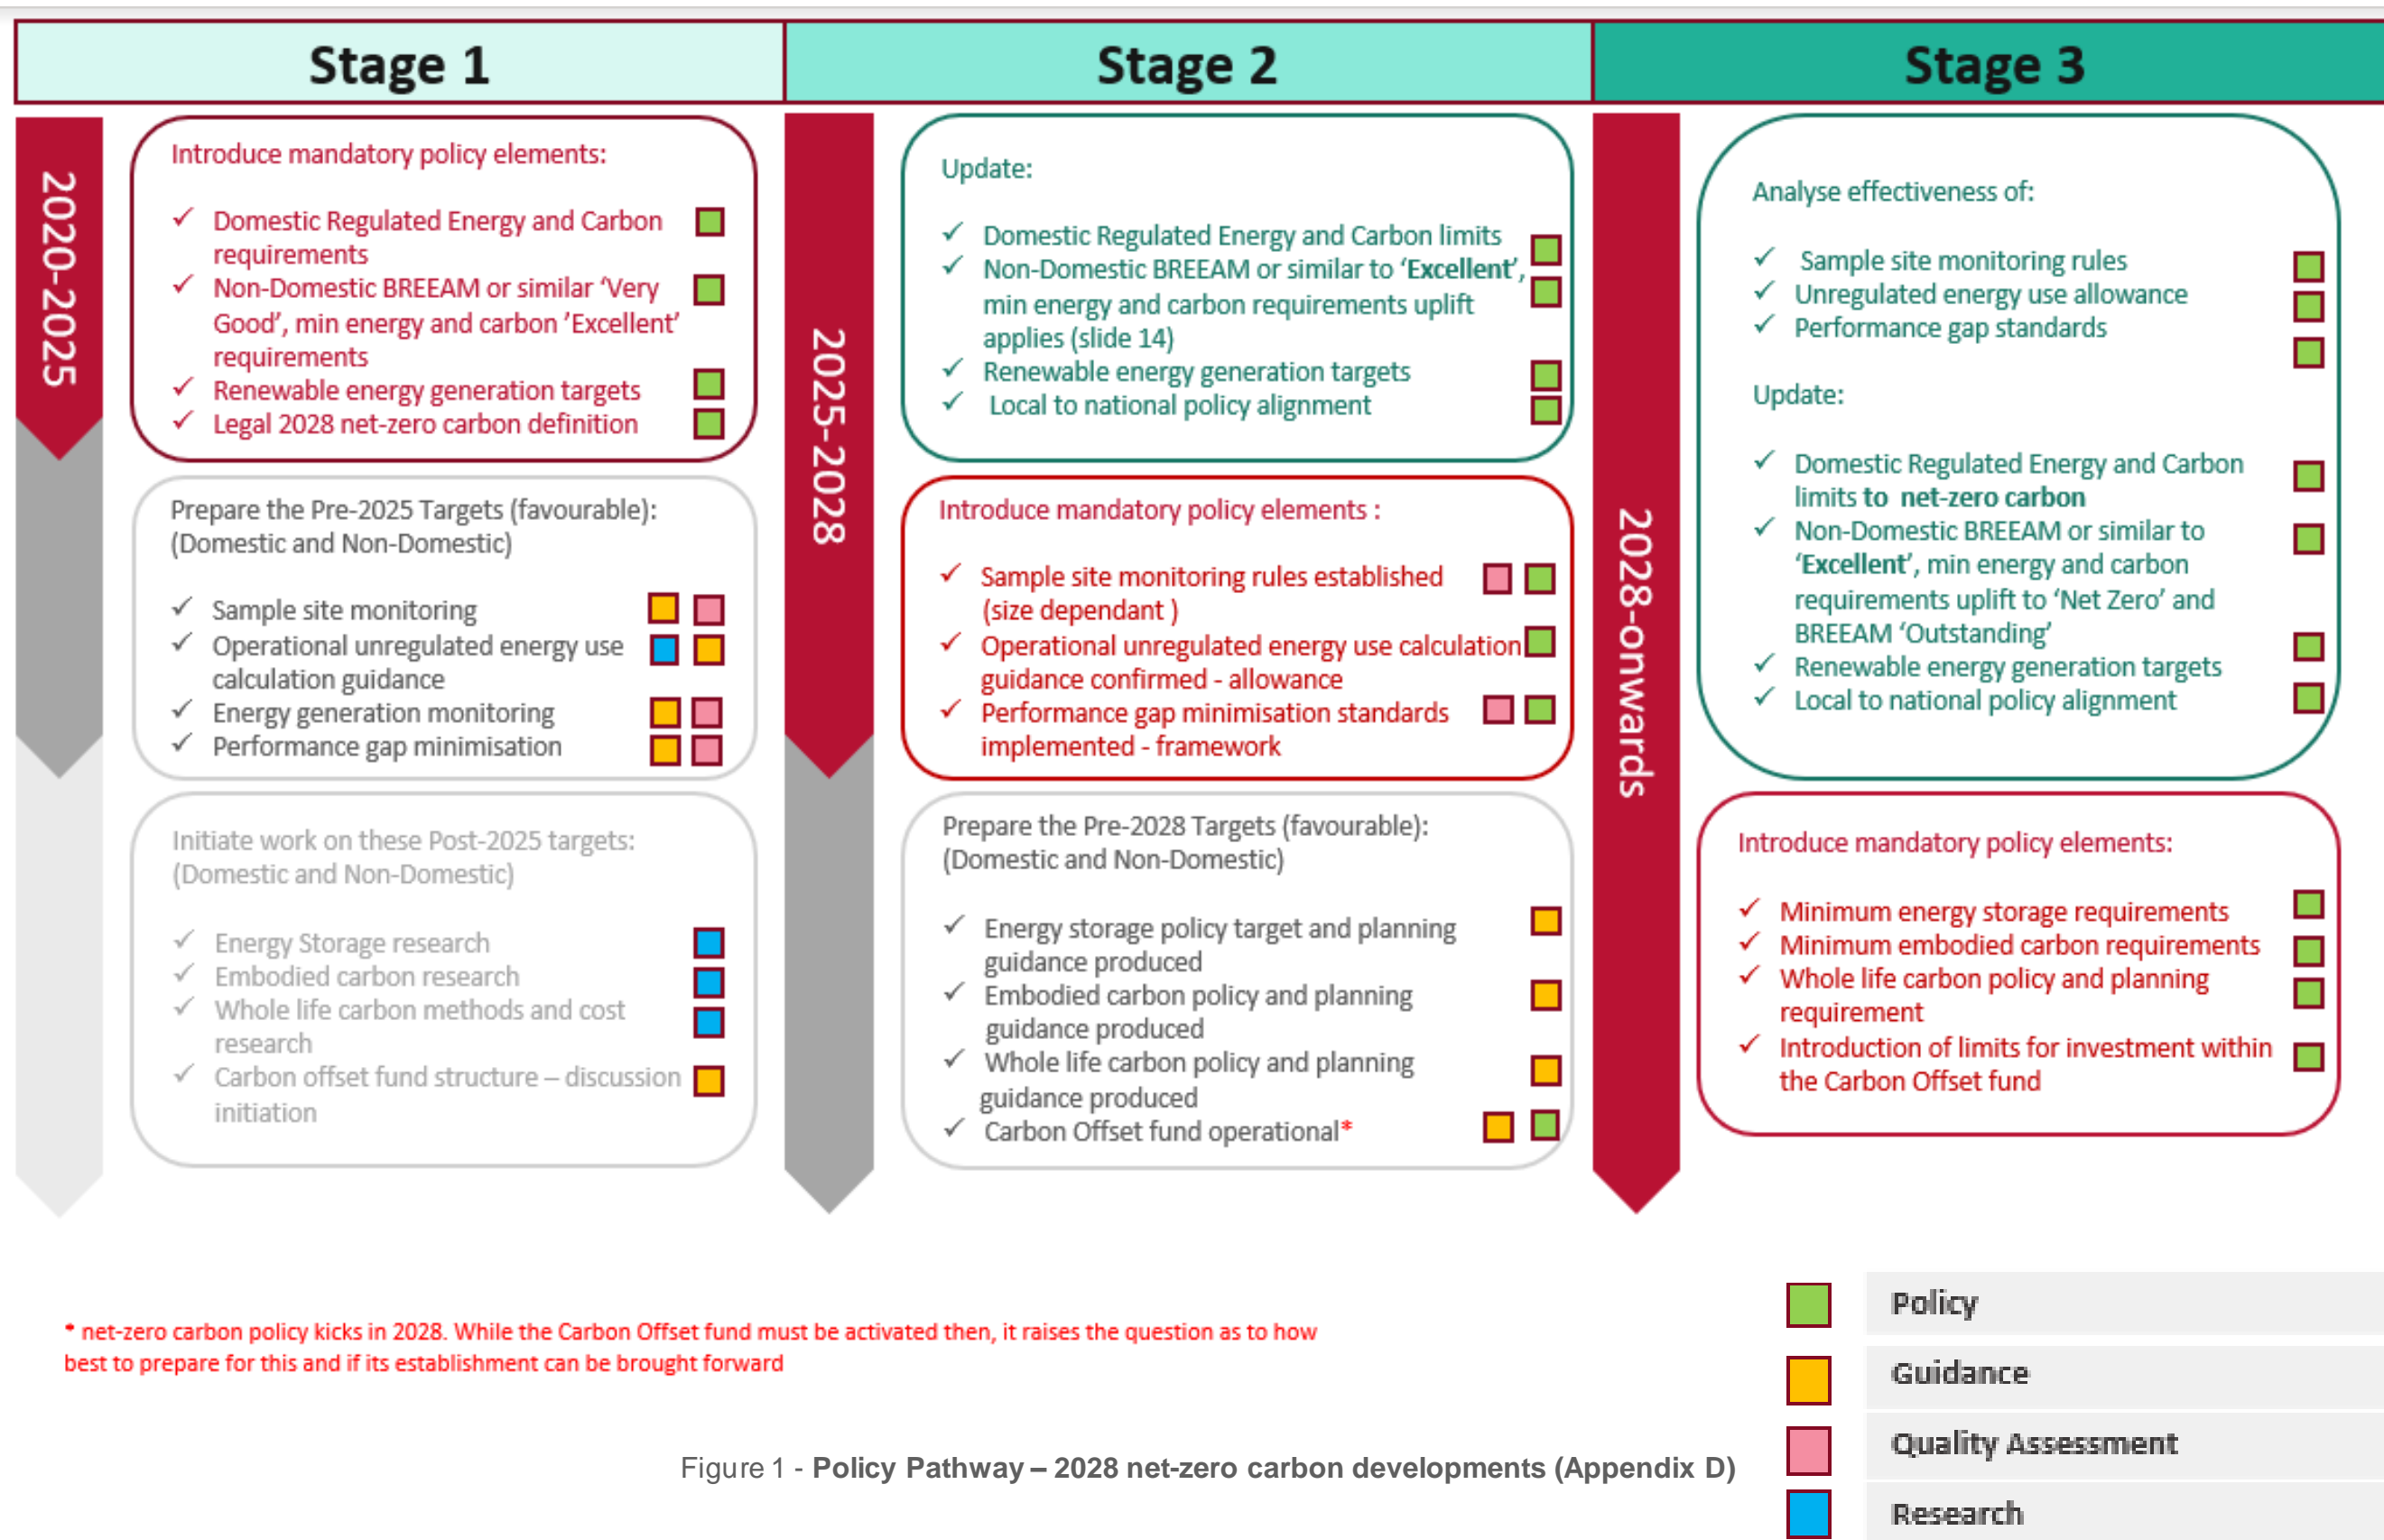 Stage 1
Stage 2
Stage 3
2020-2025
Introduce mandatory policy elements:
✓ Domestic Regulated Energy and Carbon
requirements
✓ Non-Domestic BREEAM or similar ‘Very
Good’, min energy and carbon ’Excellent’
requirements
✓ Renewable energy generation targets
✓ Legal 2028 net-zero carbon definition
Prepare the Pre-2025 Targets (favourable):
(Domestic and Non-Domestic)
✓ Sample site monitoring
✓ Operational unregulated energy use
calculation guidance
✓ Energy generation monitoring
✓ Performance gap minimisation
Initiate work on these Post-2025 targets:
(Domestic and Non-Domestic)
✓ Energy Storage research
✓ Embodied carbon research
✓ Whole life carbon methods and cost
research
✓ Carbon offset fund structure – discussion
initiation
2025-2028
Update:
✓ Domestic Regulated Energy and Carbon limits
✓ Non-Domestic BREEAM or similar to ‘Excellent’,
min energy and carbon requirements uplift
applies (slide 14)
✓ Renewable energy generation targets
✓ Local to national policy alignment
Introduce mandatory policy elements :
✓ Sample site monitoring rules established
(size dependant )
✓ Operational unregulated energy use calculation
guidance confirmed - allowance
✓ Performance gap minimisation standards
implemented - framework
Prepare the Pre-2028 Targets (favourable):
(Domestic and Non-Domestic)
✓ Energy storage policy target and planning
guidance produced
✓ Embodied carbon policy and planning
guidance produced
✓ Whole life carbon policy and planning
guidance produced
✓ Carbon Offset fund operational*
2028-onwards
Analyse effectiveness of:
✓ Sample site monitoring rules
✓ Unregulated energy use allowance
✓ Performance gap standards
Update:
✓ Domestic Regulated Energy and Carbon
limits to net-zero carbon
✓ Non-Domestic BREEAM or similar to
‘Excellent’, min energy and carbon
requirements uplift to ‘Net Zero’ and
BREEAM ‘Outstanding’
✓ Renewable energy generation targets
✓ Local to national policy alignment
Introduce mandatory policy elements:
✓ Minimum energy storage requirements
✓ Minimum embodied carbon requirements
✓ Whole life carbon policy and planning
requirement
✓ Introduction of limits for investment within
the Carbon Offset fund
* net-zero carbon policy kicks in 2028. While the Carbon Offset fund must be activated then, it raises the question as to how
best to prepare for this and if its establishment can be brought forward
Policy
Guidance
Quality Assessment
Research
Figure 1 - Policy Pathway – 2028 net-zero carbon developments (Appendix D)